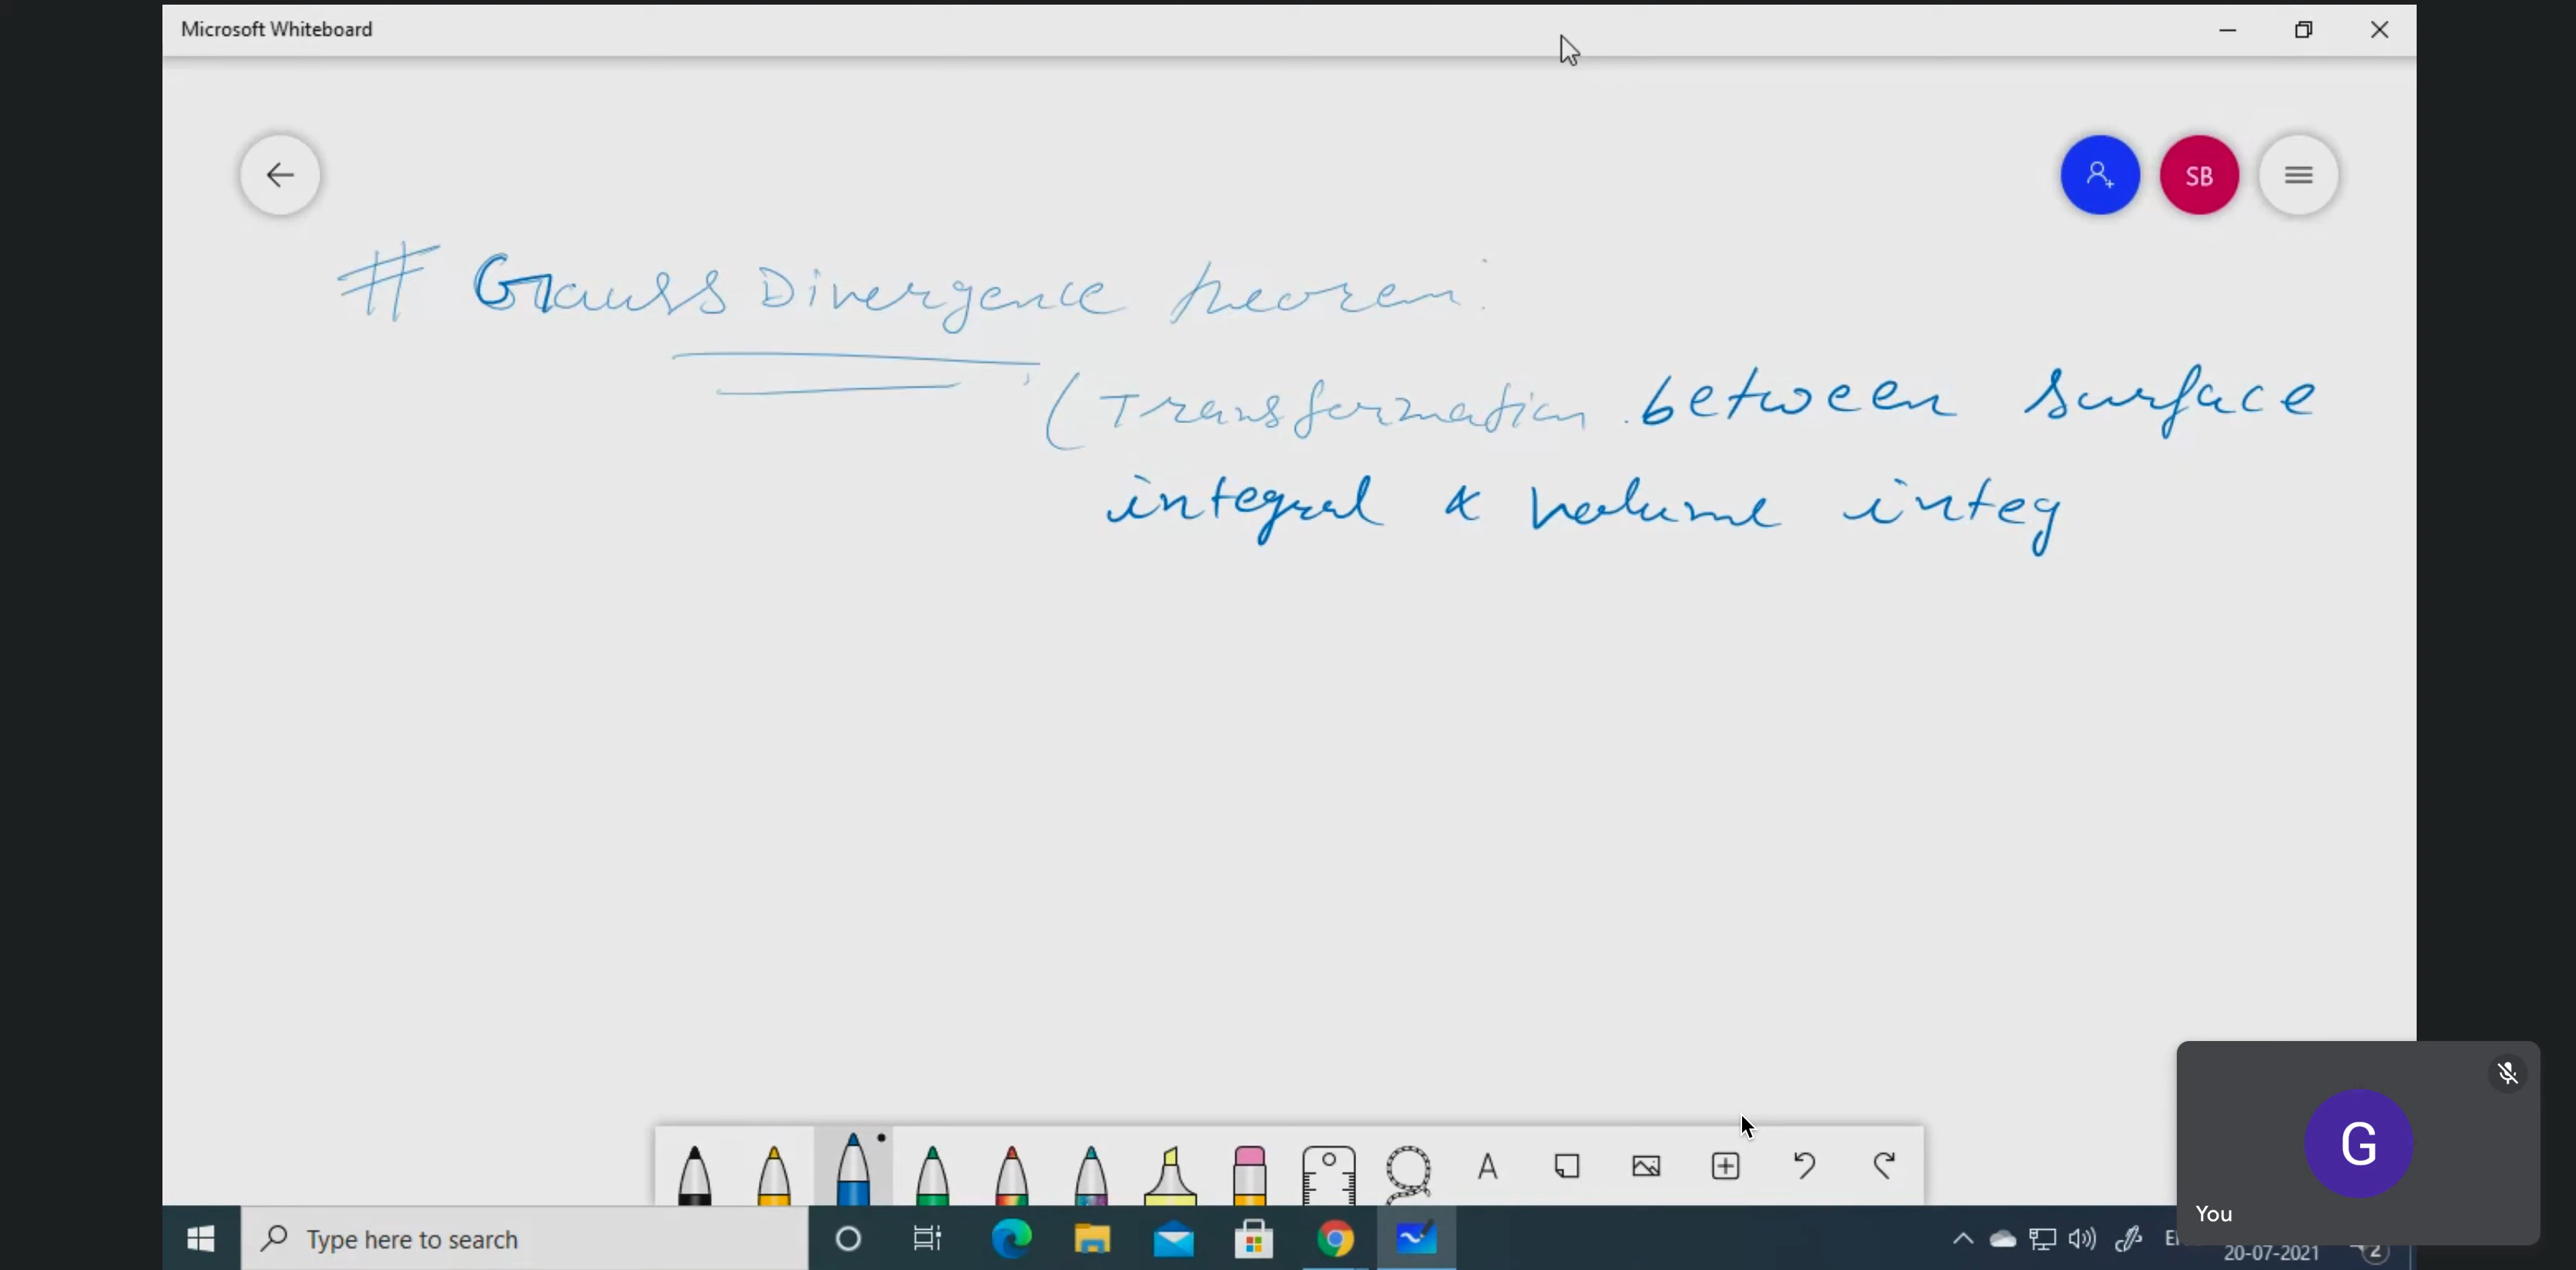 Microsoft Whiteboard
SB
# Gauss Divergence theorem:
(Transformation between surface
integral & volume integ
A
Type here to search
20-07-2021
2
G
You